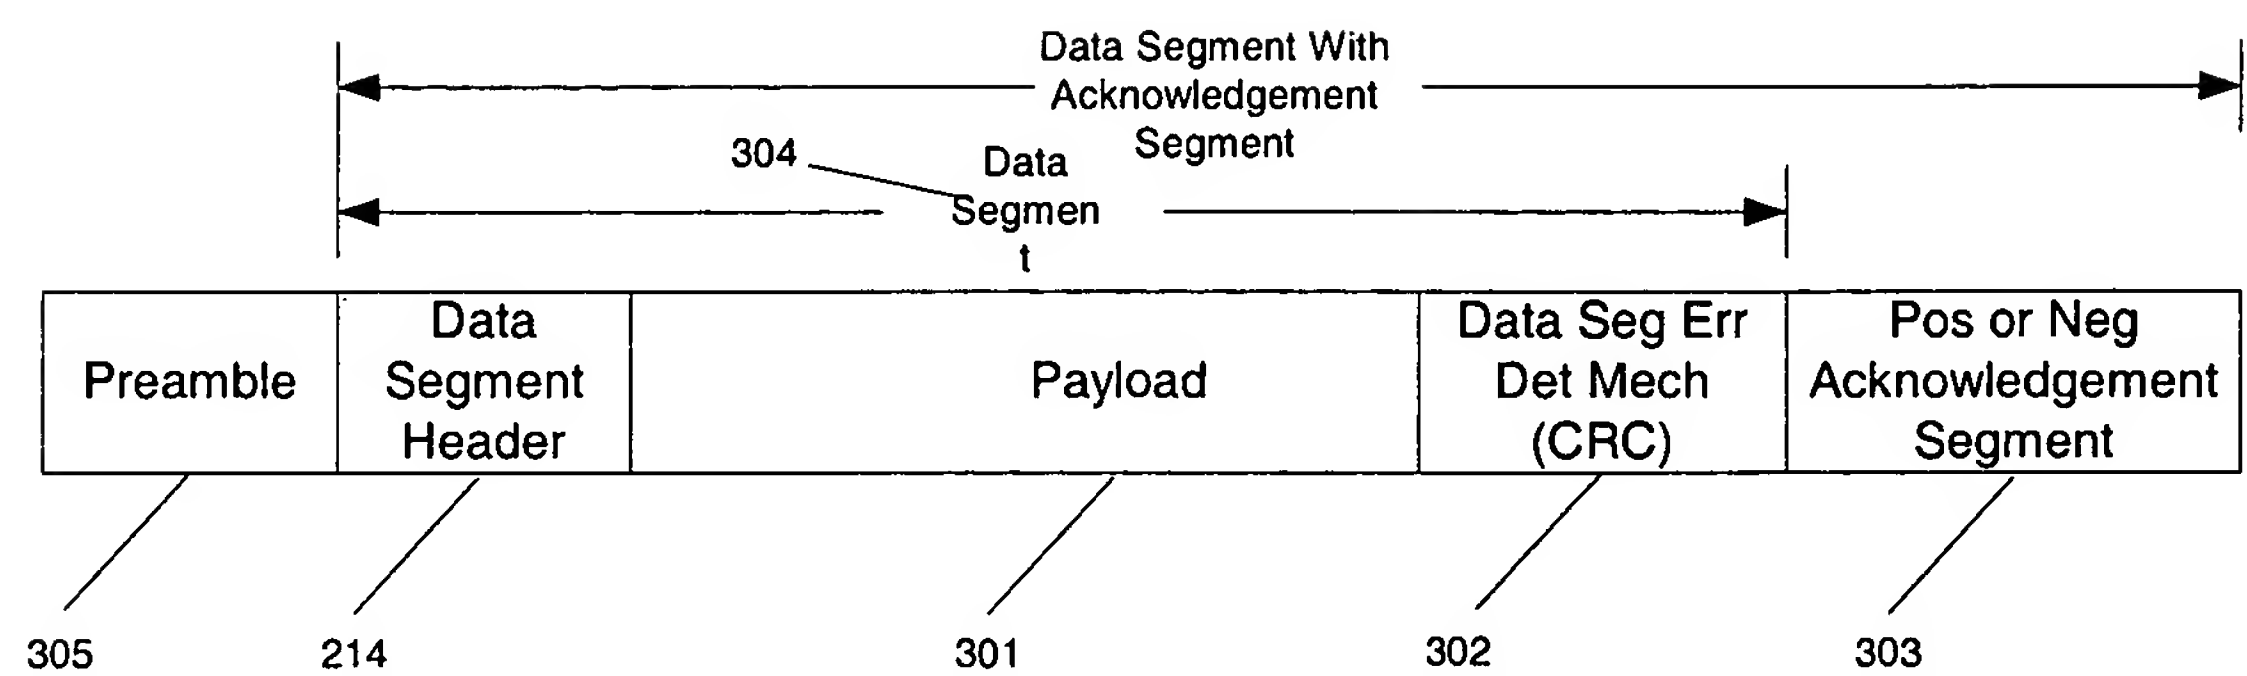 Data Segment With
Acknowledgement
Segment
304
Data
Segmen
t
Preamble
Data
Segment
Header
Payload
Data Seg Err
Det Mech
(CRC)
Pos or Neg
Acknowledgement
Segment
305
214
301
302
303